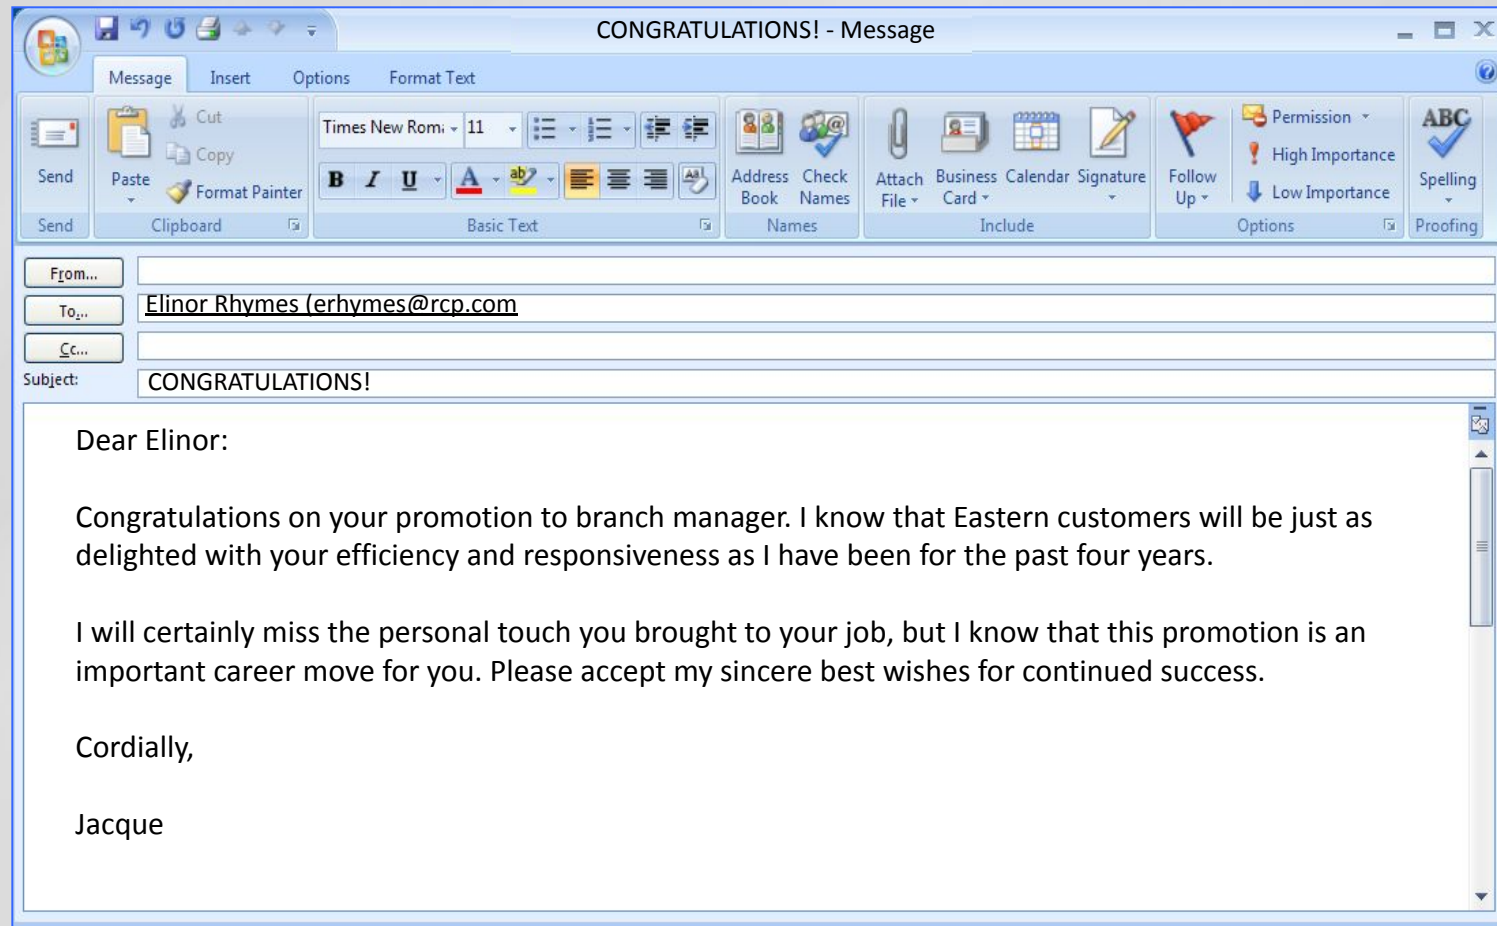 CONGRATULATIONS! - Message
Message Insert Options Format Text
Send
Paste
Cut
Copy
Format Painter
Times New Rom 11
B I U A ab
Address Book
Check Names
Attach File
Business Card
Calendar
Signature
Follow Up
Permission
High Importance
Low Importance
ABC
Spelling
Send Clipboard Basic Text Names Include Options Proofing
From...
To... Elinor Rhymes (erhymes@rcp.com
Cc...
Subject: CONGRATULATIONS!
Dear Elinor:
Congratulations on your promotion to branch manager. I know that Eastern customers will be just as
delighted with your efficiency and responsiveness as I have been for the past four years.
I will certainly miss the personal touch you brought to your job, but I know that this promotion is an
important career move for you. Please accept my sincere best wishes for continued success.
Cordially,
Jacque